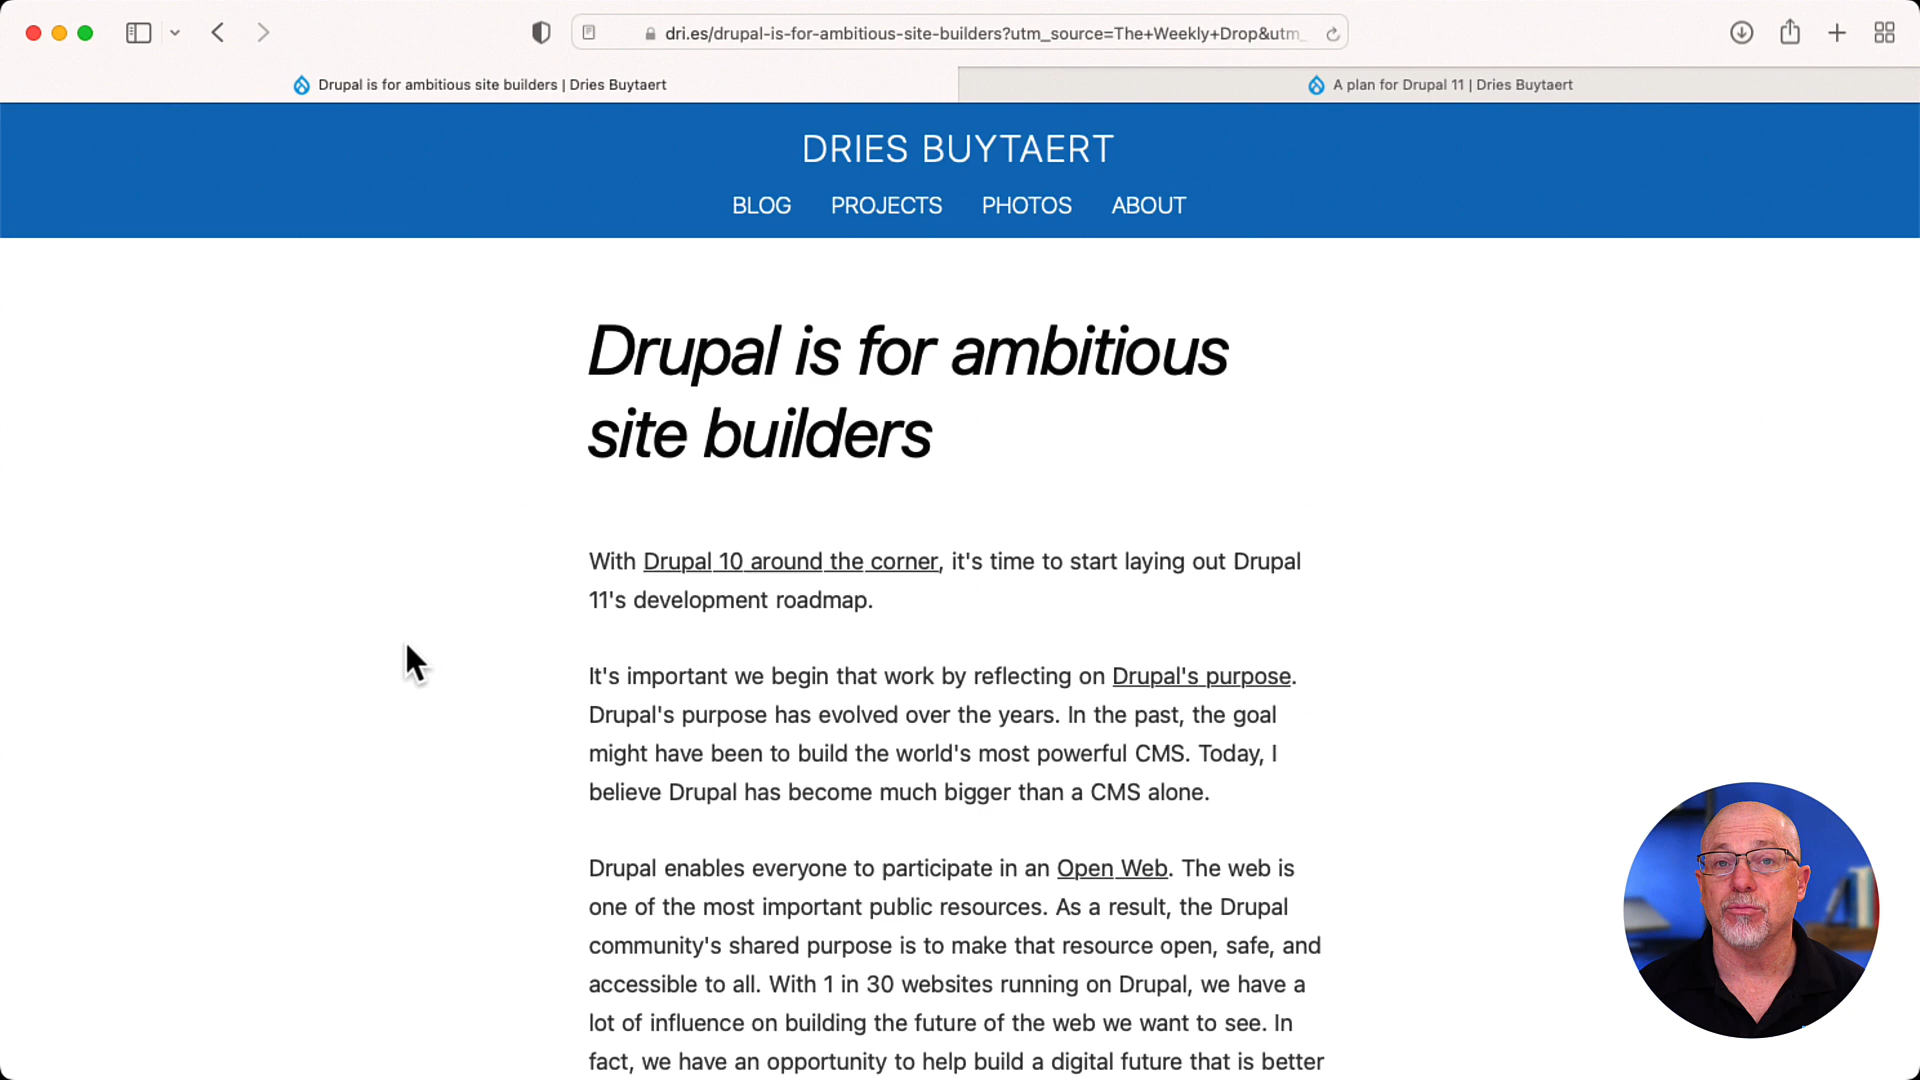 dri.es/drupal-is-for-ambitious-site-builders?utm_source=The+Weekly+Drop&utm_
Drupal is for ambitious site builders | Dries Buytaert
A plan for Drupal 11 | Dries Buytaert
DRIES BUYTAERT
BLOG PROJECTS PHOTOS ABOUT
Drupal is for ambitious
site builders
With Drupal 10 around the corner, it's time to start laying out Drupal
11's development roadmap.
It's important we begin that work by reflecting on Drupal's purpose.
Drupal's purpose has evolved over the years. In the past, the goal
might have been to build the world's most powerful CMS. Today, I
believe Drupal has become much bigger than a CMS alone.
Drupal enables everyone to participate in an Open Web. The web is
one of the most important public resources. As a result, the Drupal
community's shared purpose is to make that resource open, safe, and
accessible to all. With 1 in 30 websites running on Drupal, we have a
lot of influence on building the future of the web we want to see. In
fact, we have an opportunity to help build a digital future that is better